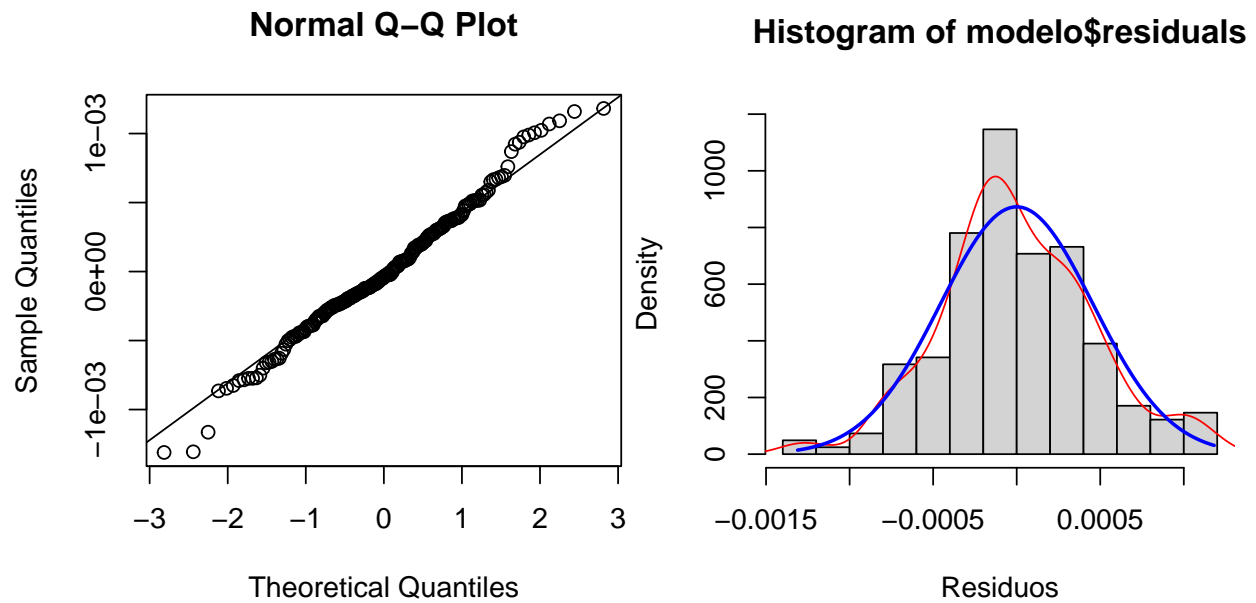 Normal Q−Q Plot
Sample Quantiles
1e−03
0e+00
−1e−03
−3
−2
−1
0
1
2
3
Theoretical Quantiles
Histogram of modelo$residuals
Density
1000
600
200
0
−0.0015
−0.0005
0.0005
Residuos